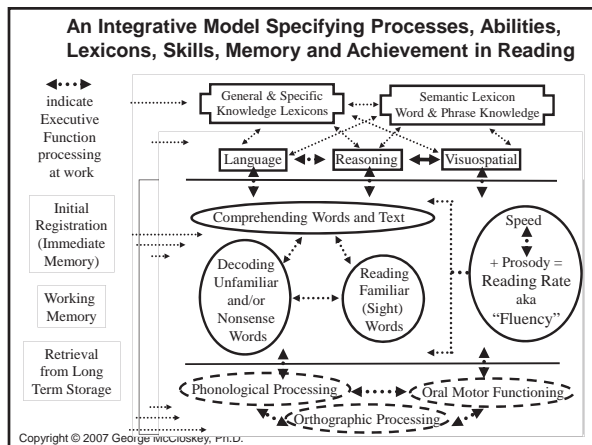 An Integrative Model Specifying Processes, Abilities,
Lexicons, Skills, Memory and Achievement in Reading
indicate
Executive
Function
processing
at work
General & Specific
Knowledge Lexicons
Semantic Lexicon
Word & Phrase Knowledge
Language
Reasoning
Visuospatial
Initial
Registration
(Immediate
Memory)
Working
Memory
Retrieval
from Long
Term Storage
Comprehending Words and Text
Decoding
Unfamiliar
and/or
Nonsense
Words
Reading
Familiar
(Sight)
Words
Speed
+ Prosody =
Reading Rate
aka
“Fluency”
Phonological Processing
Oral Motor Functioning
Orthographic Processing
Copyright © 2007 George McCloskey, Ph.D.